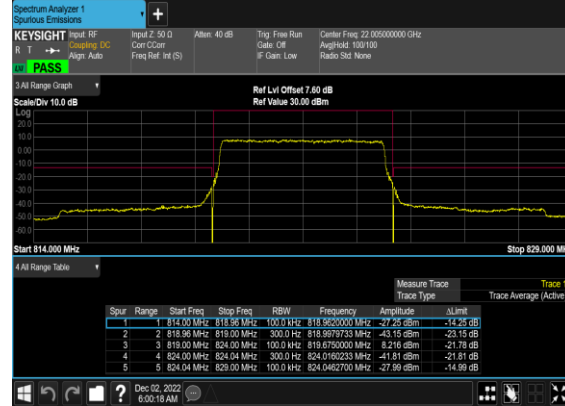 Spectrum Analyzer 1
Spurious Emissions
KEYSIGHT Input: RF Input Z: 50 Ω Atten: 40 dB Trig: Free Run Center Freq: 22.005000000 GHz
R T Coupling: DC Corr CCorr Gate: Off Avg|Hold: 100/100
Align: Auto Freq Ref: Int (S) IF Gain: Low Radio Std: None
PASS
3 All Range Graph
Ref Lvl Offset 7.60 dB
Scale/Div 10.0 dB Ref Value 30.00 dBm
Log
20.0
10.0
0.00
-10.0
-20.0
-30.0
-40.0
-50.0
-60.0
Start 814.000 MHz Stop 829.000 M
4 All Range Table
Measure Trace Trace 1
Trace Type Trace Average (Active
Spur Range Start Freq Stop Freq RBW Frequency Amplitude ΔLimit
1 1 814.00 MHz 818.96 MHz 100.0 kHz 818.9620000 MHz -27.25 dBm -14.25 dB
2 2 818.96 MHz 819.00 MHz 300.0 Hz 818.9979733 MHz -43.15 dBm -23.15 dB
3 3 819.00 MHz 824.00 MHz 100.0 kHz 819.6750000 MHz 8.216 dBm -21.78 dB
4 4 824.00 MHz 824.04 MHz 300.0 Hz 824.0160233 MHz -41.81 dBm -21.81 dB
5 5 824.04 MHz 829.00 MHz 100.0 kHz 824.0462700 MHz -27.99 dBm -14.99 dB
? Dec 02, 2022
6:00:18 AM